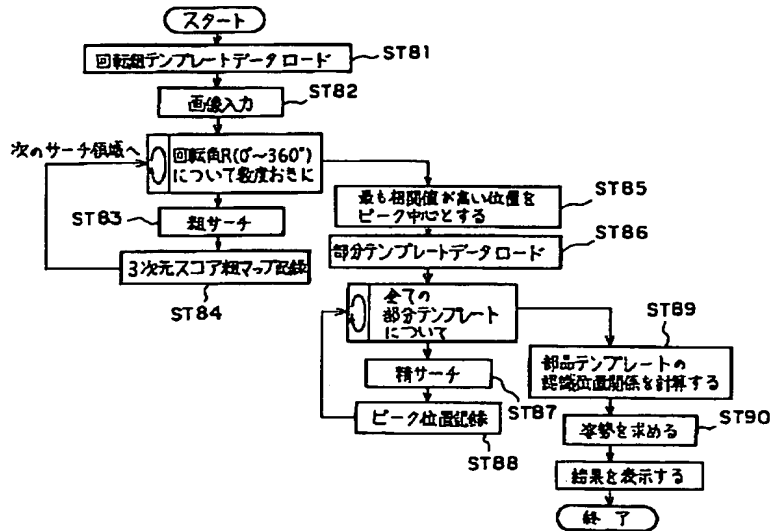 スタート
回転粗テンプレートデータロード
ST81
画像入力
ST82
次のサーチ領域へ
回転角R(0°~360°)
について数度おきに
ST83
粗サーチ
3次元スコア粗マップ記録
ST84
最も相関値が高い位置を
ピーク中心とする
ST85
部分テンプレートデータロード
ST86
全ての
部分テンプレート
について
精サーチ
ST87
ピーク位置記録
ST88
ST89
部品テンプレートの
認識位置関係を計算する
姿勢を求める
ST90
結果を表示する
終了